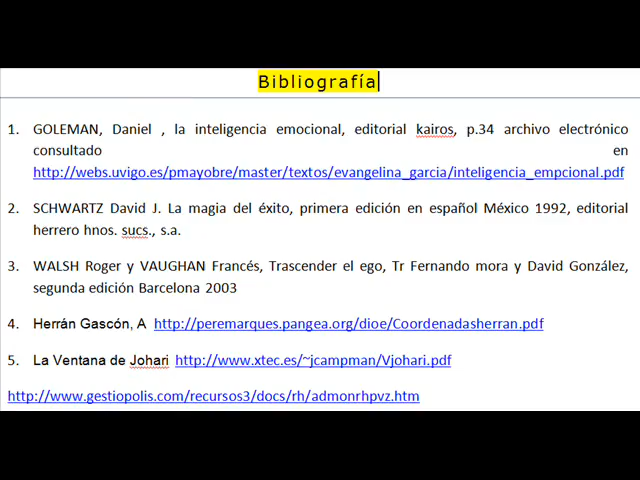 Bibliografía
1. GOLEMAN, Daniel , la inteligencia emocional, editorial kairos, p.34 archivo electrónico
consultado en
http://webs.uvigo.es/pmayobre/master/textos/evangelina_garcia/inteligencia_empcional.pdf
2. SCHWARTZ David J. La magia del éxito, primera edición en español México 1992, editorial
herrero hnos. sucs., s.a.
3. WALSH Roger y VAUGHAN Francés, Trascender el ego, Tr Fernando mora y David González,
segunda edición Barcelona 2003
4. Herrán Gascón, A http://peremarques.pangea.org/dioe/Coordenadasherran.pdf
5. La Ventana de Johari http://www.xtec.es/~jcampman/Vjohari.pdf
http://www.gestiopolis.com/recursos3/docs/rh/admonrhpvz.htm